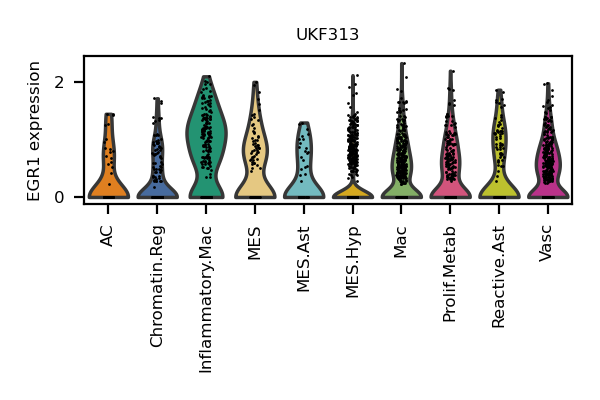 UKF313
EGR1 expression
2
0
AC
Chromatin.Reg
Inflammatory.Mac
MES
MES.Ast
MES.Hyp
Mac
Prolif.Metab
Reactive.Ast
Vasc